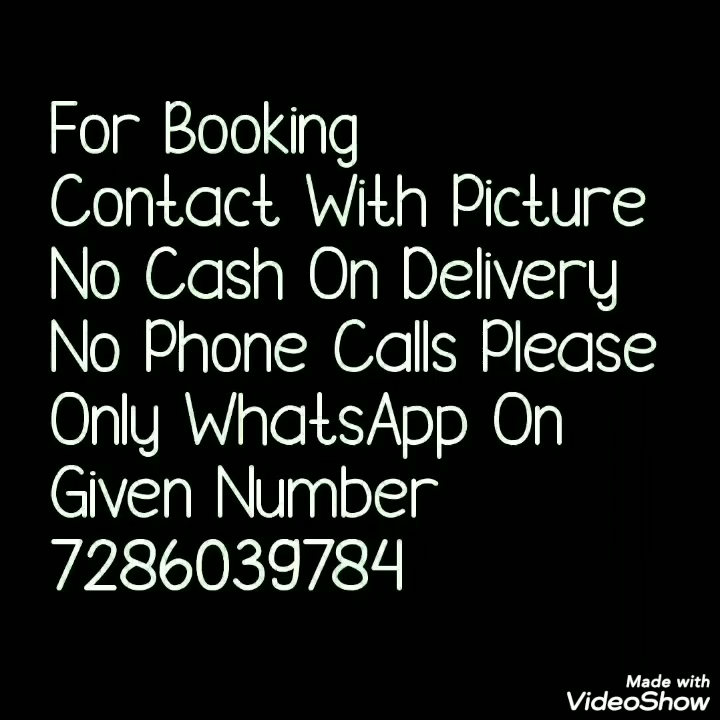 For Booking
Contact With Picture
No Cash On Delivery
No Phone Calls Please
Only WhatsApp On
Given Number
7286039784
Made with
VideoShow